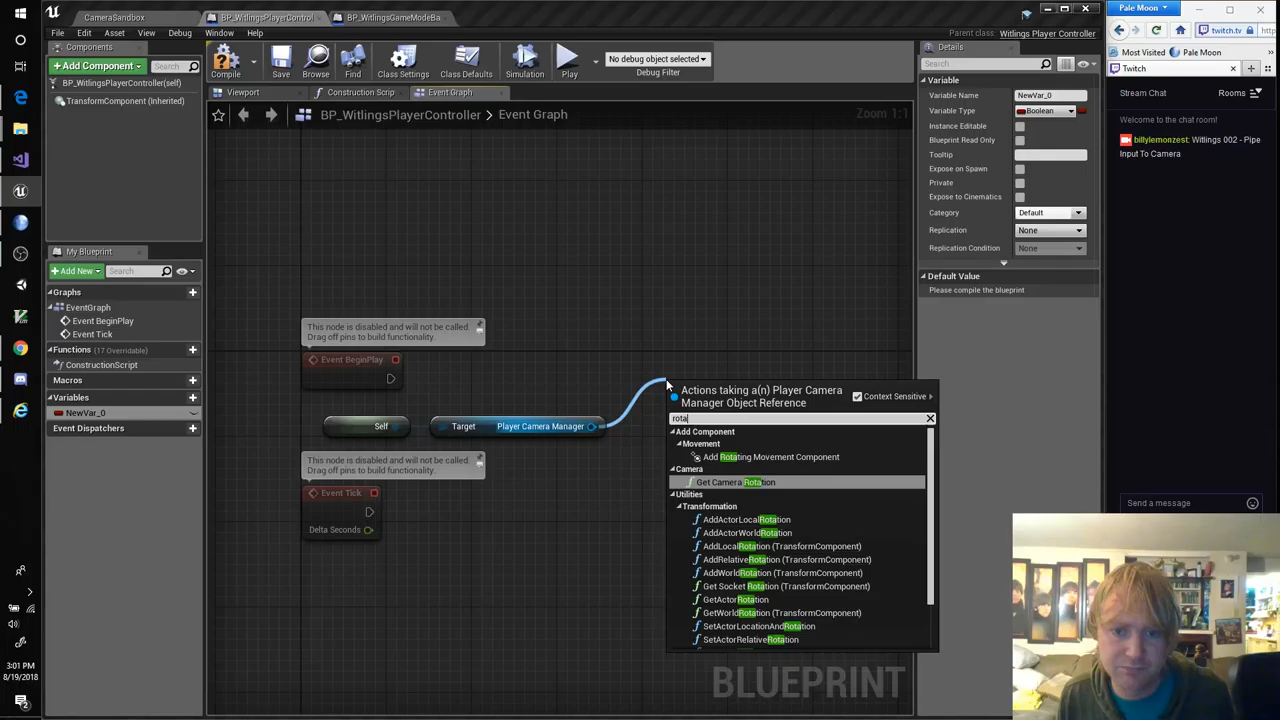 CameraSandbox
BP_WitlingsPlayerControl
BP_WitlingsGameModeBa
File Edit Asset View Debug Window Help
Parent class: Witlings Player Controller
Components
+Add Component
Search
BP_WitlingsPlayerController(self)
TransformComponent (Inherited)
Compile Save Browse Find Class Settings Class Defaults Simulation Play
No debug object selected
Debug Filter
Viewport
Construction Scrip
Event Graph
BP_WitlingsPlayerController > Event Graph
Zoom 1:1
My Blueprint
+Add New
Search
Graphs
EventGraph
Event BeginPlay
Event Tick
Functions (17 Overridable)
ConstructionScript
Macros
Variables
NewVar_0
Event Dispatchers
This node is disabled and will not be called.
Drag off pins to build functionality.
Event BeginPlay
Self
Target Player Camera Manager
This node is disabled and will not be called.
Drag off pins to build functionality.
Event Tick
Delta Seconds
Actions taking a(n) Player Camera
Manager Object Reference
Context Sensitive
rota
Add Component
Movement
Add Rotating Movement Component
Camera
Get Camera Rotation
Utilities
Transformation
AddActorLocalRotation
AddActorWorldRotation
AddLocalRotation (TransformComponent)
AddRelativeRotation (TransformComponent)
AddWorldRotation (TransformComponent)
Get Socket Rotation (TransformComponent)
GetActorRotation
GetWorldRotation (TransformComponent)
SetActorLocationAndRotation
SetActorRelativeRotation
BLUEPRINT
Details
Search
Variable
Variable Name NewVar_0
Variable Type Boolean
Instance Editable
Blueprint Read Only
Tooltip
Expose on Spawn
Private
Expose to Cinematics
Category Default
Replication None
Replication Condition None
Default Value
Please compile the blueprint
Pale Moon
twitch.tv
http
Most Visited
Pale Moon
Twitch
Stream Chat
Rooms
Welcome to the chat room!
billylemonzest: Witlings 002 - Pipe
Input To Camera
Send a message
3:01 PM
8/19/2018